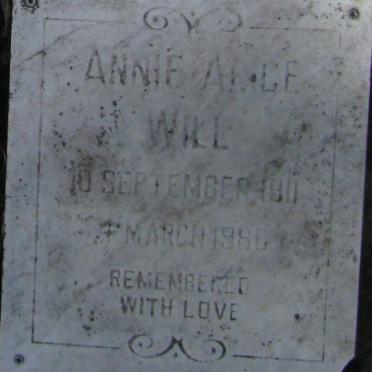 ANNIE ALICE
WILL
10 SEPTEMBER
MARCH
REMEMBERED
WITH LOVE